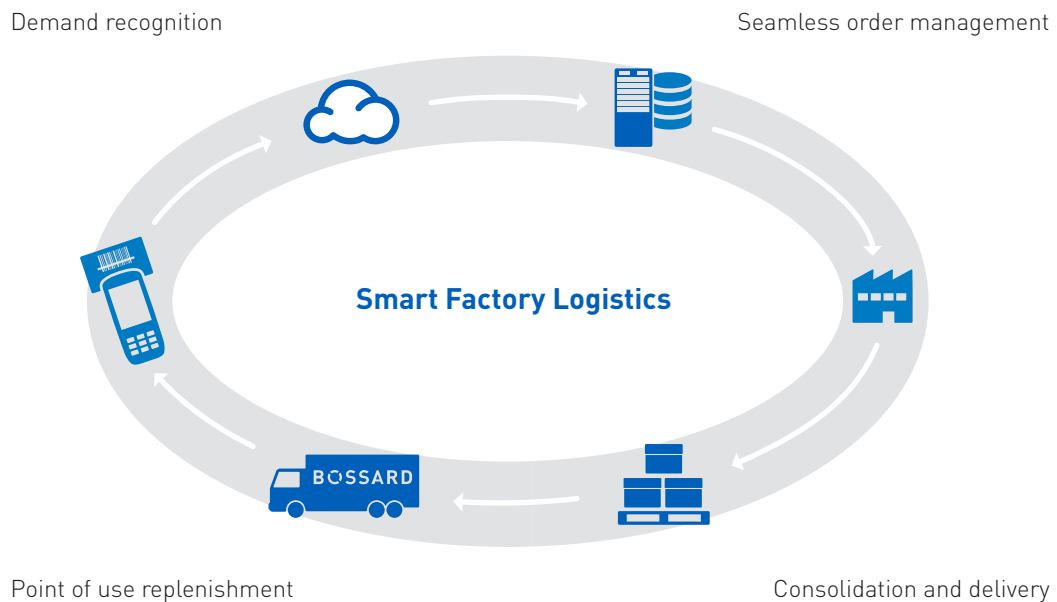 Demand recognition
Seamless order management
Smart Factory Logistics
BOSSARD
Point of use replenishment
Consolidation and delivery